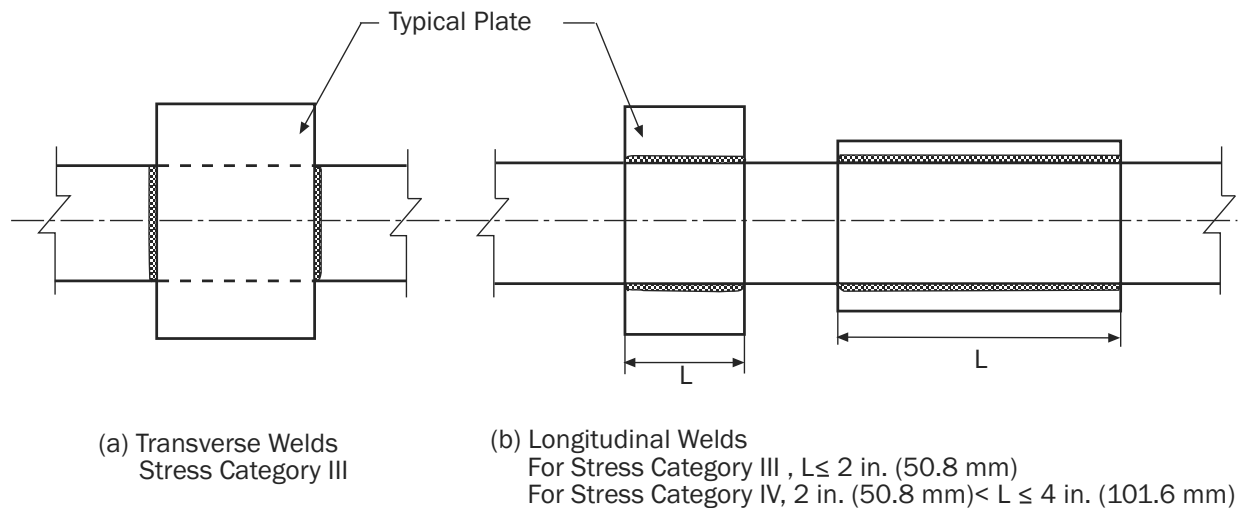 Typical Plate
L
L
(a) Transverse Welds
Stress Category III
(b) Longitudinal Welds
For Stress Category III , L≤ 2 in. (50.8 mm)
For Stress Category IV, 2 in. (50.8 mm)< L ≤ 4 in. (101.6 mm)